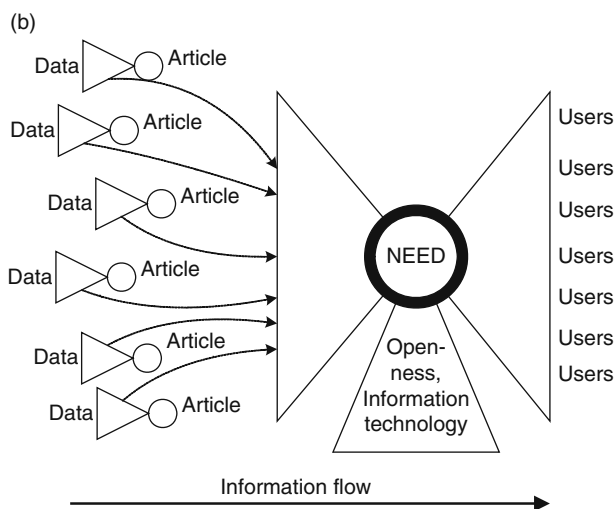 (b)
Data
Article
Data
Article
Data
Article
Data
Article
Data
Article
Data
Article
NEED
Open-
ness,
Information
technology
Users
Users
Users
Users
Users
Users
Users
Information flow